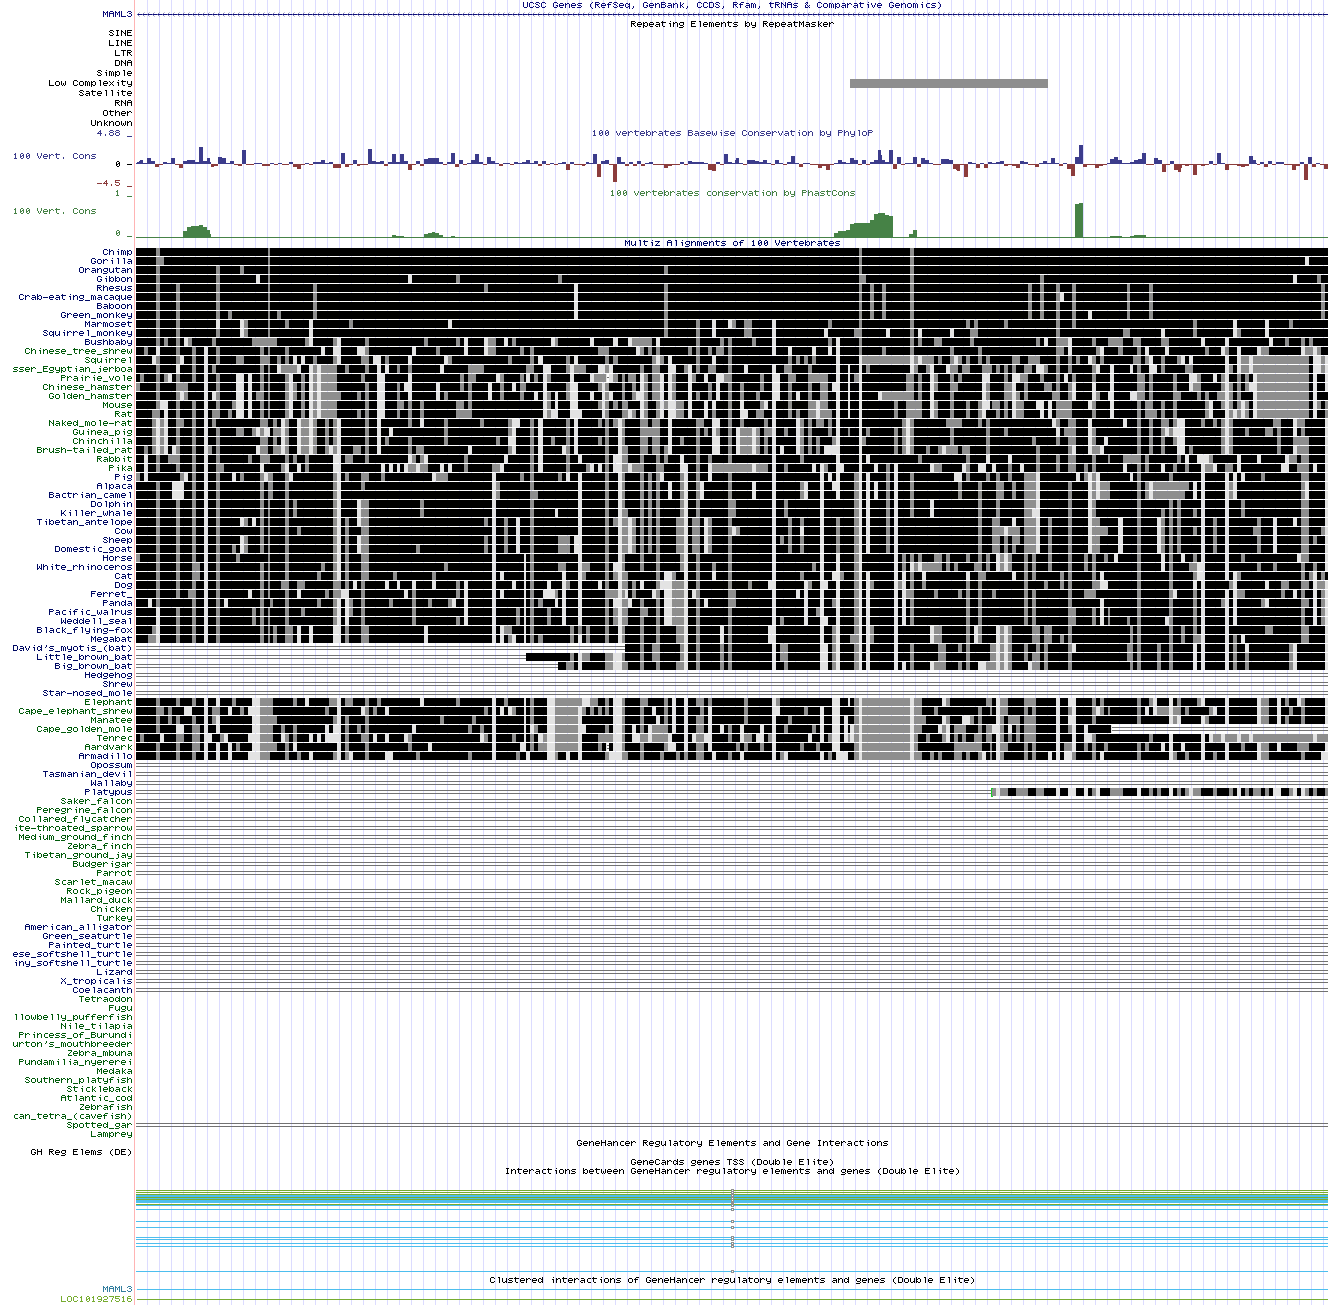 UCSC Genes (RefSeq, GenBank, CCDS, Rfam, tRNAs & Comparative Genomics)
MAML3
Repeating Elements by RepeatMasker
SINE
LINE
LTR
DNA
Simple
Low Complexity
Satellite
RNA
Other
Unknown
4.88 _
100 vertebrates Basewise Conservation by PhyloP
100 Vert. Cons
0 _
-4.5 _
1 _
100 vertebrates conservation by PhastCons
100 Vert. Cons
0 _
Multiz Alignments of 100 Vertebrates
Chimp
Gorilla
Orangutan
Gibbon
Rhesus
Crab-eating_macaque
Baboon
Green_monkey
Marmoset
Squirrel_monkey
Bushbaby
Chinese_tree_shrew
Squirrel
sser_Egyptian_jerboa
Prairie_vole
Chinese_hamster
Golden_hamster
Mouse
Rat
Naked_mole-rat
Guinea_pig
Chinchilla
Brush-tailed_rat
Rabbit
Pika
Pig
Alpaca
Bactrian_camel
Dolphin
Killer_whale
Tibetan_antelope
Cow
Sheep
Domestic_goat
Horse
White_rhinoceros
Cat
Dog
Ferret_
Panda
Pacific_walrus
Weddell_seal
Black_flying-fox
Megabat
David's_myotis_(bat)
Little_brown_bat
Big_brown_bat
Hedgehog
Shrew
Star-nosed_mole
Elephant
Cape_elephant_shrew
Manatee
Cape_golden_mole
Tenrec
Aardvark
Armadillo
Opossum
Tasmanian_devil
Wallaby
Platypus
Saker_falcon
Peregrine_falcon
Collared_flycatcher
ite-throated_sparrow
Medium_ground_finch
Zebra_finch
Tibetan_ground_jay
Budgerigar
Parrot
Scarlet_macaw
Rock_pigeon
Mallard_duck
Chicken
Turkey
American_alligator
Green_seaturtle
Painted_turtle
ese_softshell_turtle
iny_softshell_turtle
Lizard
X_tropicalis
Coelacanth
Tetraodon
Fugu
llowbelly_pufferfish
Nile_tilapia
Princess_of_Burundi
urton's_mouthbreeder
Zebra_mbuna
Pundamilia_nyererei
Medaka
Southern_platyfish
Stickleback
Atlantic_cod
Zebrafish
can_tetra_(cavefish)
Spotted_gar
Lamprey
GeneHancer Regulatory Elements and Gene Interactions
GH Reg Elems (DE)
GeneCards genes TSS (Double Elite)
Interactions between GeneHancer regulatory elements and genes (Double Elite)
Clustered interactions of GeneHancer regulatory elements and genes (Double Elite)
MAML3
LOC101927516